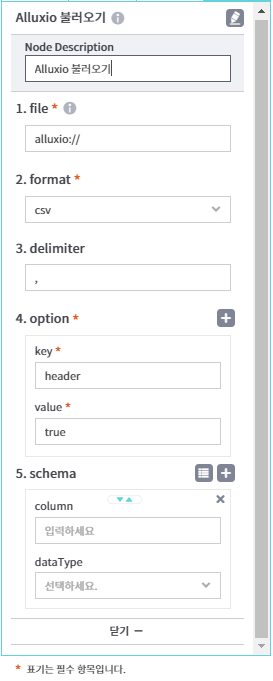 Alluxio 불러오기
Node Description
Alluxio 불러오기
1. file *
alluxio://
2. format *
csv
3. delimiter
,
4. option *
key *
header
value *
true
5. schema
column
입력하세요
dataType
선택하세요.
닫기 –
* 표기는 필수 항목입니다.